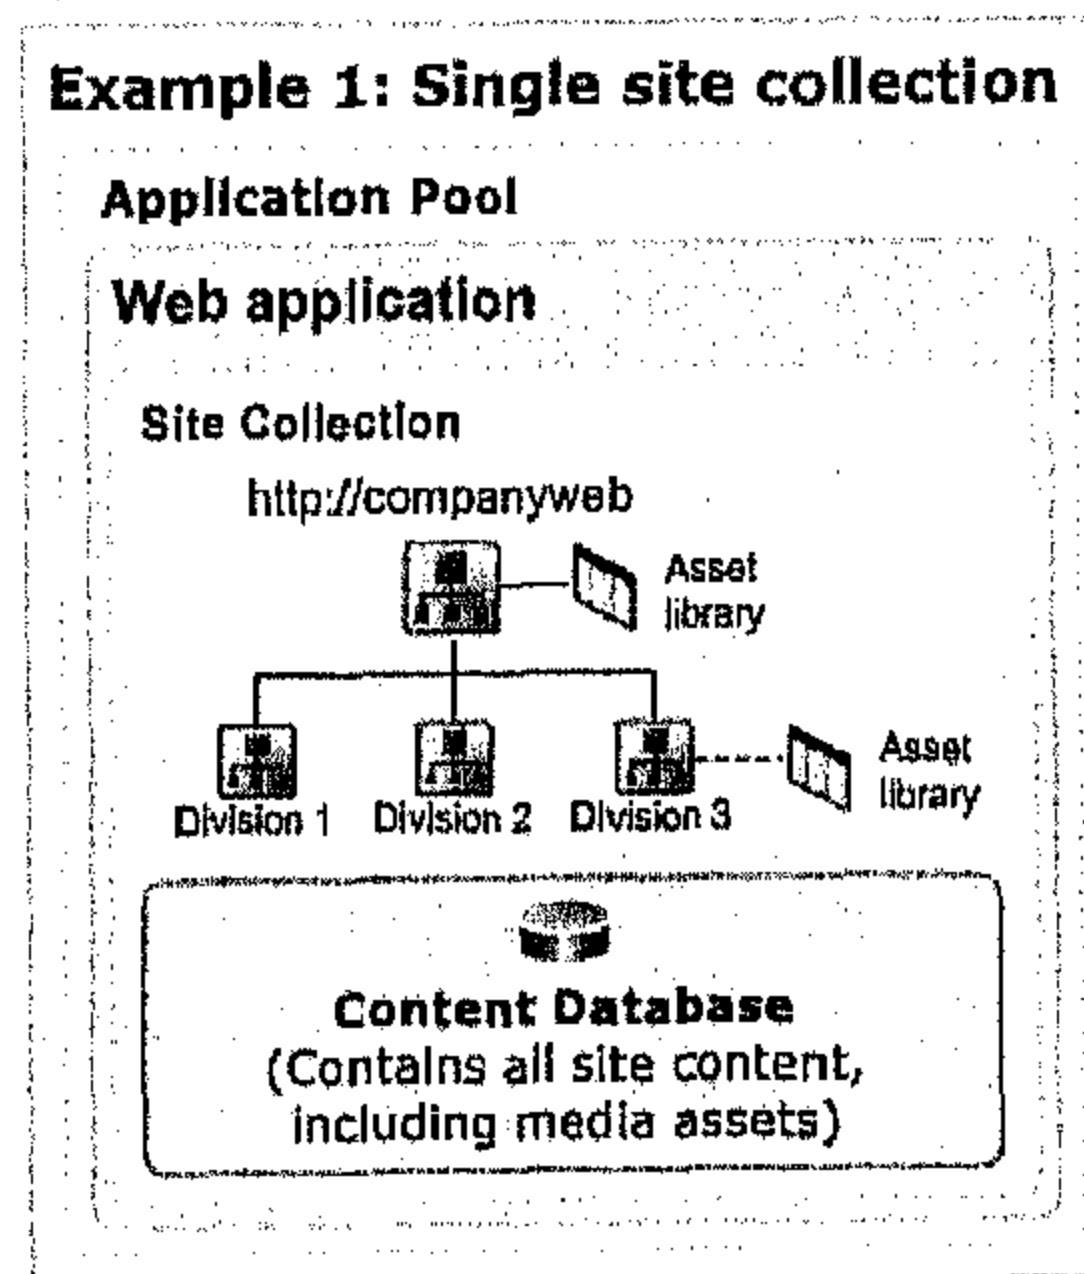 Example 1: Single site collection
Application Pool
Web application
Site Collection
http://companyweb
Asset
library
Asset
library
Division 1 Division 2 Division 3
Content Database
(Contains all site content,
including media assets)